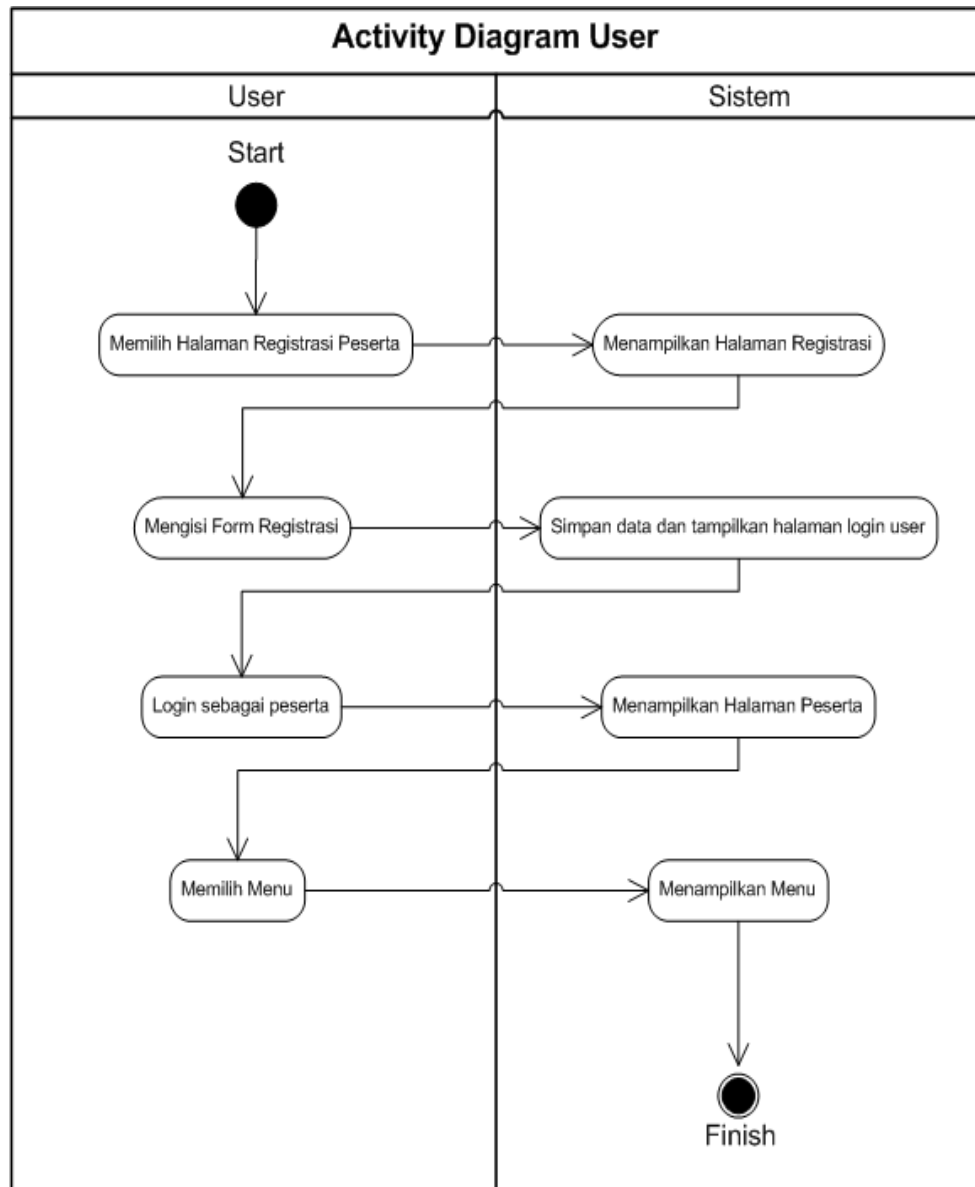 Activity Diagram User
User
Sistem
Start
Memilih Halaman Registrasi Peserta
Menampilkan Halaman Registrasi
Mengisi Form Registrasi
Simpan data dan tampilkan halaman login user
Login sebagai peserta
Menampilkan Halaman Peserta
Memilih Menu
Menampilkan Menu
Finish